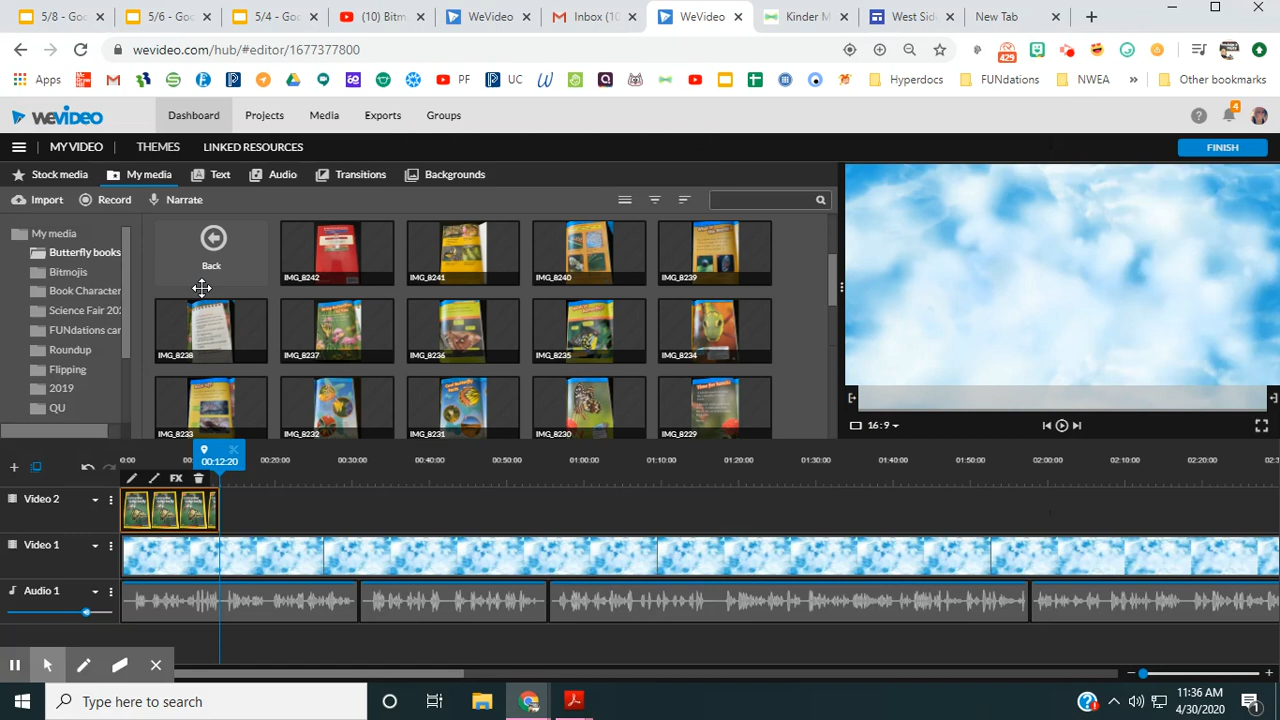 5/8 - Goo
5/6 - Goo
5/4 - Goo
(10) Bitm
WeVideo
Inbox (10
WeVideo
Kinder M
West Sid
New Tab
wevideo.com/hub/#editor/1677377800
429
Apps
PF
UC
Hyperdocs
FUNdations
NWEA
»
Other bookmarks
WEVIDEO
Dashboard
Projects
Media
Exports
Groups
4
MY VIDEO
THEMES
LINKED RESOURCES
FINISH
Stock media
My media
Text
Audio
Transitions
Backgrounds
Import
Record
Narrate
My media
Butterfly books
Bitmojis
Book Character
Science Fair 20
FUNdations car
Roundup
Flipping
2019
QU
Back
IMG_8242
IMG_8241
IMG_8240
IMG_8239
IMG_8238
IMG_8237
IMG_8236
IMG_8235
IMG_8234
IMG_8233
IMG_8232
IMG_8231
IMG_8230
IMG_8229
16:9
00:12:20
0:00
00:20:00
00:30:00
00:40:00
00:50:00
01:00:00
01:10:00
01:20:00
01:30:00
01:40:00
01:50:00
02:00:00
02:10:00
02:20:00
02:3
FX
Video 2
Video 1
Audio 1
Type here to search
11:36 AM
4/30/2020
1